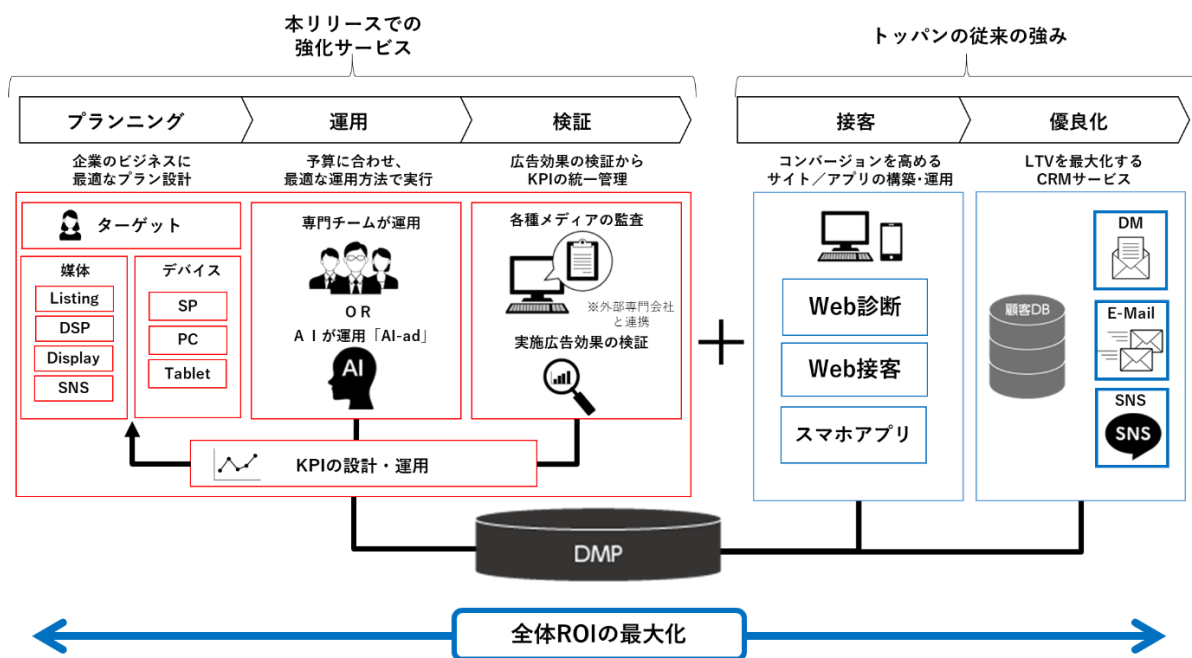 本リリースでの
強化サービス
トッパンの従来の強み
プランニング
運用
検証
接客
優良化
企業のビジネスに
最適なプラン設計
予算に合わせ、
最適な運用方法で実行
広告効果の検証から
KPIの統一管理
コンバージョンを高める
サイト／アプリの構築・運用
LTVを最大化する
CRMサービス
ターゲット
媒体
Listing
DSP
Display
SNS
デバイス
SP
PC
Tablet
専門チームが運用
OR
AIが運用「AI-ad」
AI
各種メディアの監査
※外部専門会社
と連携
実施広告効果の検証
KPIの設計・運用
Web診断
Web接客
スマホアプリ
顧客DB
DM
E-Mail
SNS
SNS
DMP
全体ROIの最大化